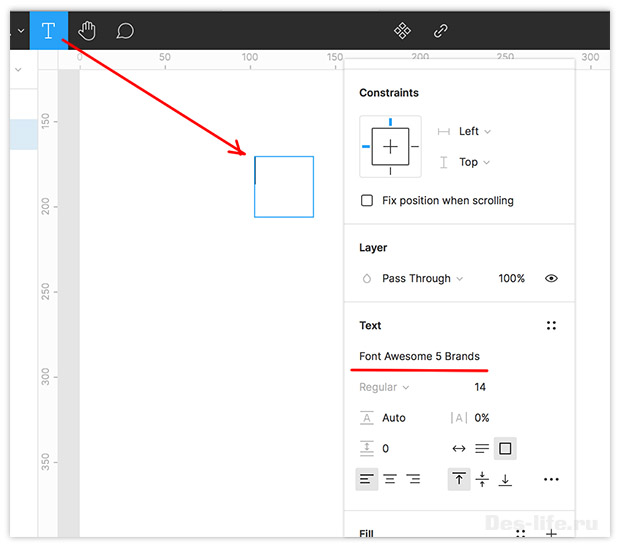 T
0 50 100 150 200 250 300
Constraints
150
Left
Top
200
Fix position when scrolling
Layer
250
Pass Through 100%
300
Text
Font Awesome 5 Brands
Regular 14
Auto |A| 0%
0
350
Fill
Des-life.ru